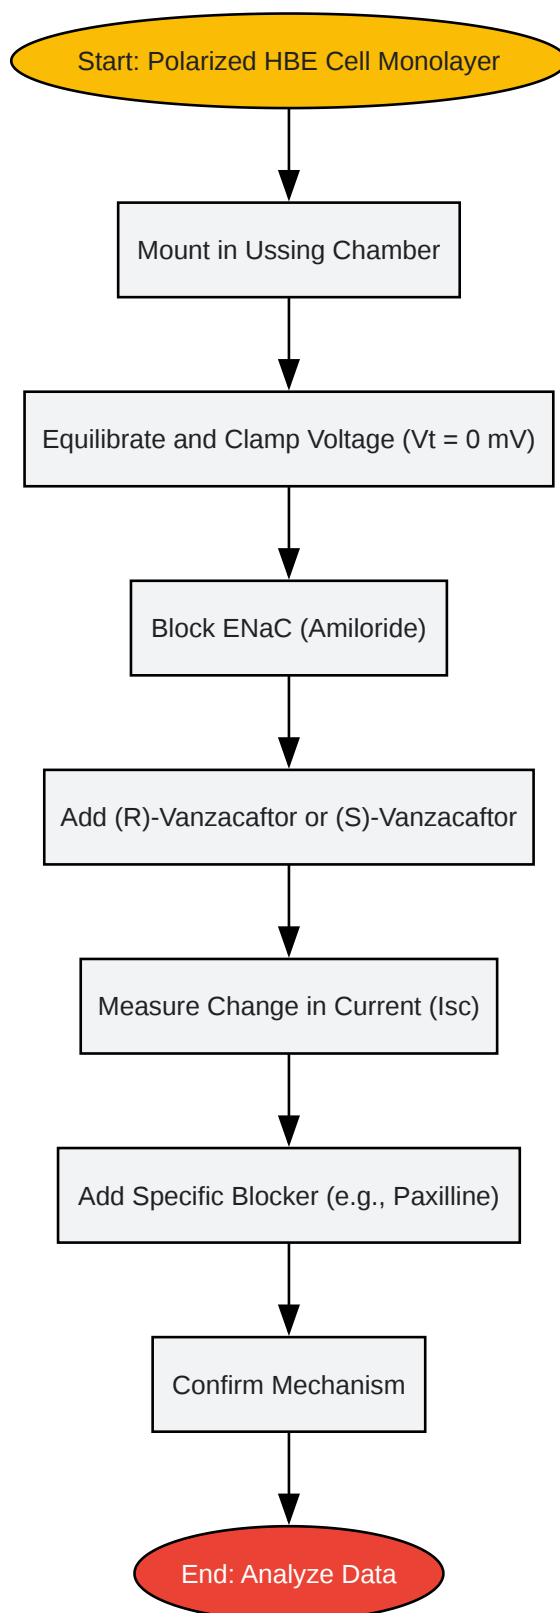 Start: Polarized HBE Cell Monolayer
Mount in Ussing Chamber
Equilibrate and Clamp Voltage (Vt = 0 mV)
Block ENaC (Amiloride)
Add (R)-Vanzacaftor or (S)-Vanzacaftor
Measure Change in Current (Isc)
Add Specific Blocker (e.g., Paxilline)
Confirm Mechanism
End: Analyze Data